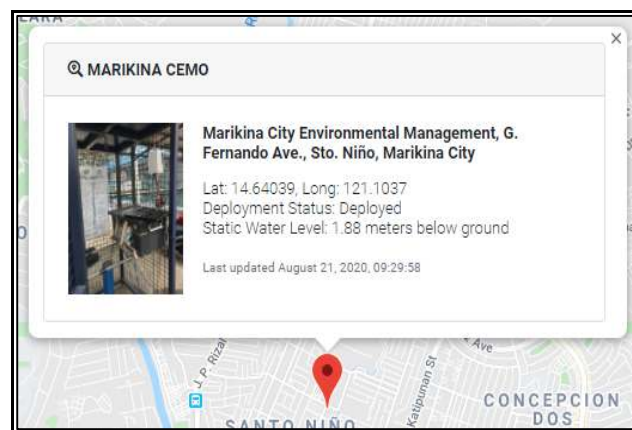 MARIKINA CEMO
Marikina City Environmental Management, G.
Fernando Ave., Sto. Niño, Marikina City
Lat: 14.64039, Long: 121.1037
Deployment Status: Deployed
Static Water Level: 1.88 meters below ground
Last updated August 21, 2020, 09:29:58
J. P. Rizal
Katipunan St
Ave
SANTO NIÑO
CONCEPCION
DOS